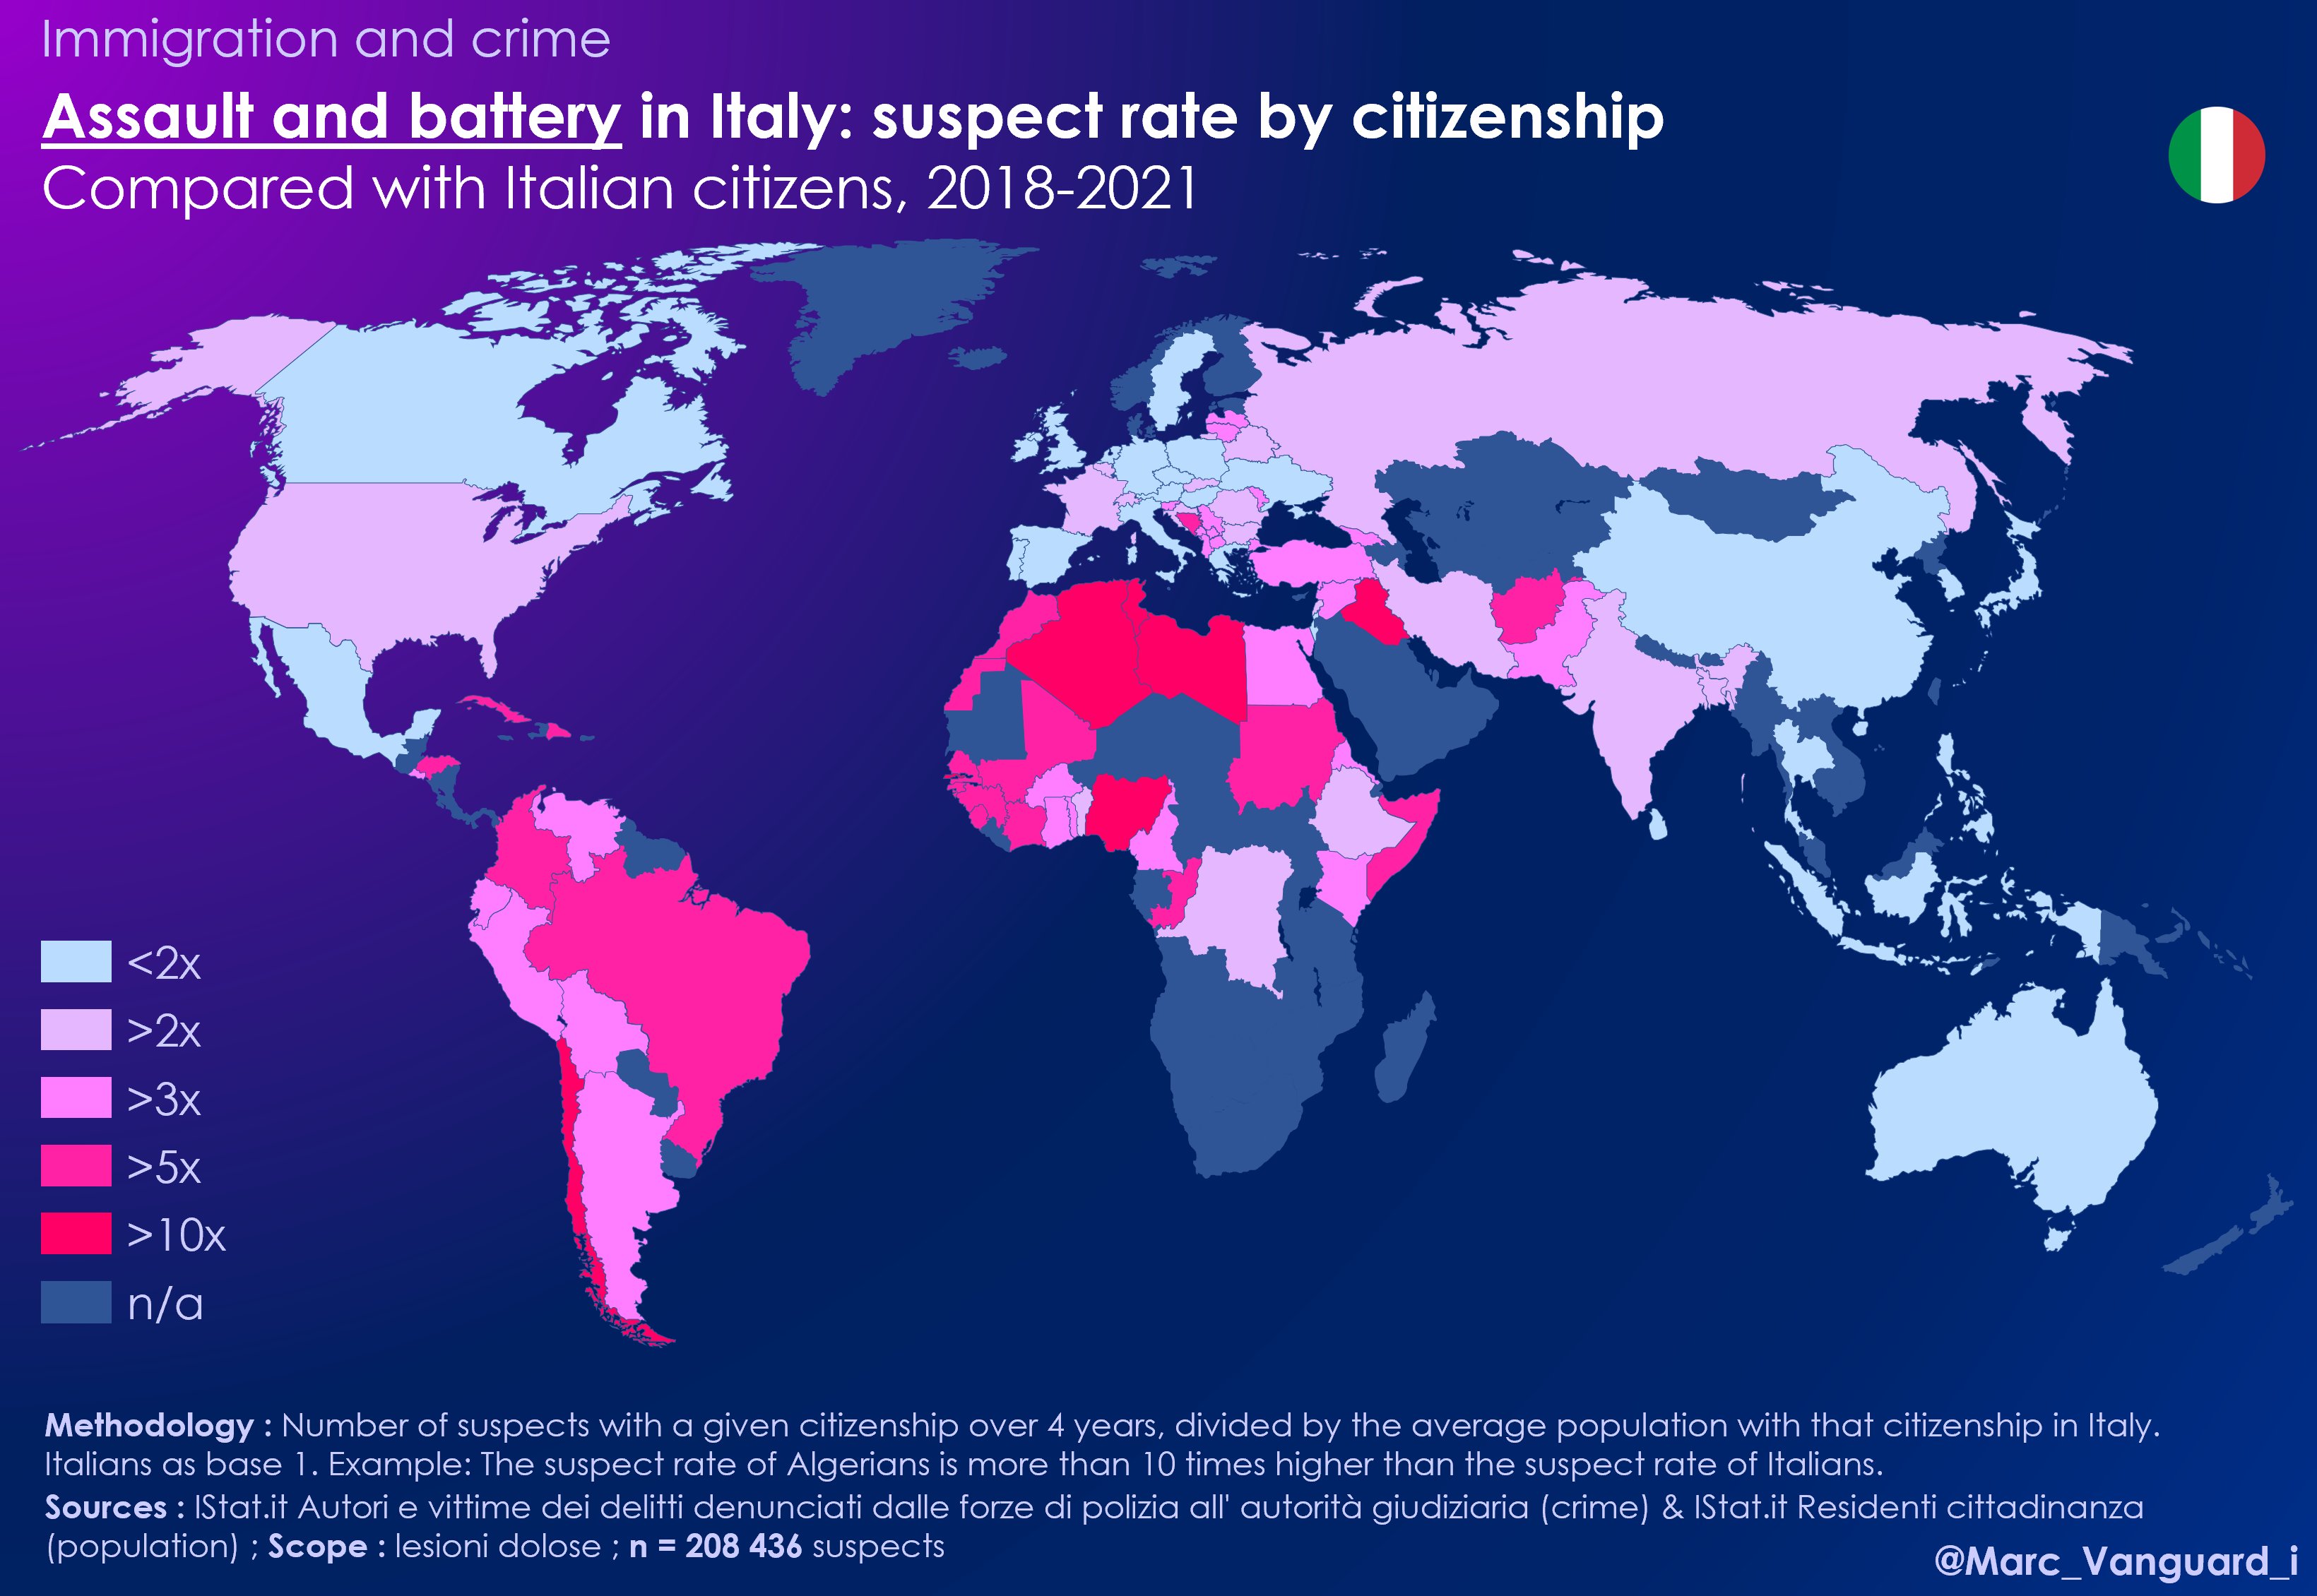 Immigration and crime
Assault and battery in Italy: suspect rate by citizenship
Compared with Italian citizens, 2018-2021
<2x
>2x
>3x
>5x
>10x
n/a
Methodology : Number of suspects with a given citizenship over 4 years, divided by the average population with that citizenship in Italy.
Italians as base 1. Example: The suspect rate of Algerians is more than 10 times higher than the suspect rate of Italians.
Sources : IStat.it Autori e vittime dei delitti denunciati dalle forze di polizia all' autorità giudiziaria (crime) & IStat.it Residenti cittadinanza
(population) ; Scope : lesioni dolose ; n = 208 436 suspects
@Marc_Vanguard_i